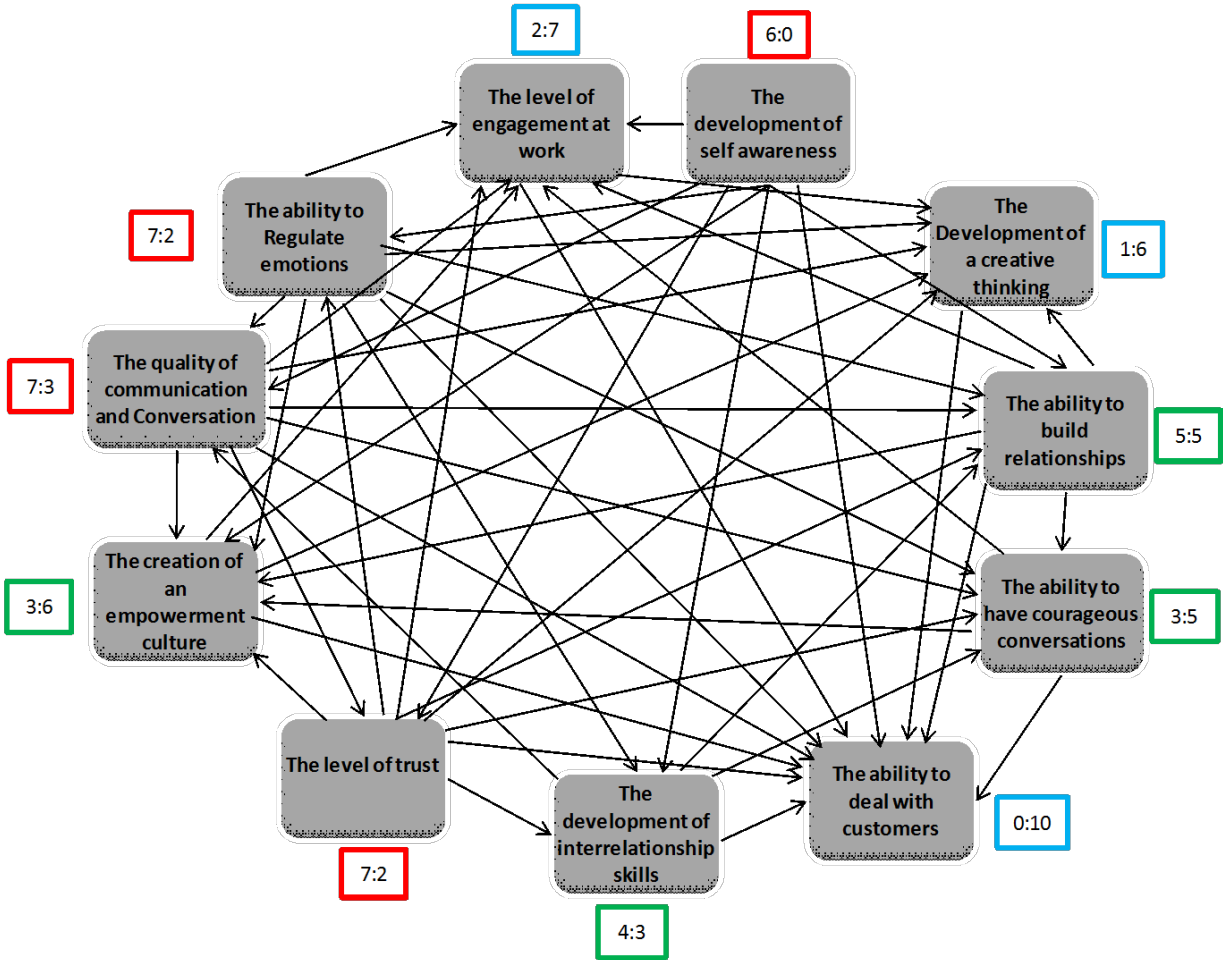 2:7
6:0
The level of
engagement at
work
The
development of
self awareness
The ability to
Regulate
emotions
7:2
The
Development of
a creative
thinking
1:6
The quality of
communication
and Conversation
7:3
The ability to
build
relationships
5:5
The creation of
an
empowerment
culture
3:6
The ability to
have courageous
conversations
3:5
The level of trust
7:2
The
development of
interrelationship
skills
4:3
The ability to
deal with
customers
0:10